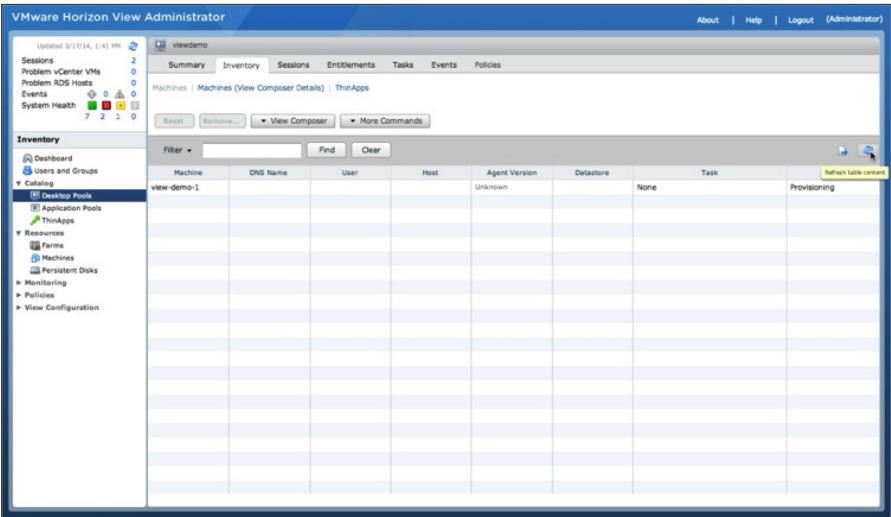 VMware Horizon View Administrator
About | Help | Logout (Administrator)
Updated 3/17/14, 1:41 PM
Sessions 2
Problem vCenter VMs 0
Problem RDS Hosts 0
Events 0 0
System Health
7 2 1 0
Inventory
Dashboard
Users and Groups
Catalog
Desktop Pools
Application Pools
ThinApps
Resources
Farms
Machines
Persistent Disks
Monitoring
Policies
View Configuration
viewdemo
Summary Inventory Sessions Entitlements Tasks Events Policies
Machines | Machines (View Composer Details) | ThinApps
Reset Remove... View Composer More Commands
Filter Find Clear
Refresh table content
Machine DNS Name User Host Agent Version Datastore Task
view-demo-1 Unknown None Provisioning